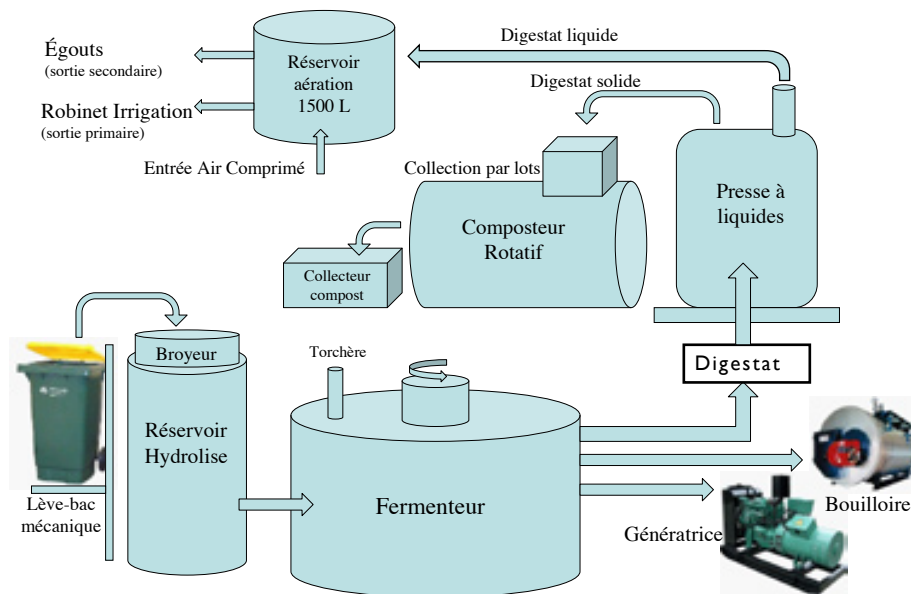 Digestat liquide
Égouts
(sortie secondaire)
Réservoir
aération
1500 L
Digestat solide
Robinet Irrigation
(sortie primaire)
Entrée Air Comprimé
Collection par lots
Presse à
liquides
Composteur
Rotatif
Collecteur
compost
Broyeur
Torchère
Digestat
Réservoir
Hydrolise
Lève-bac
mécanique
Fermenteur
Bouilloire
Génératrice